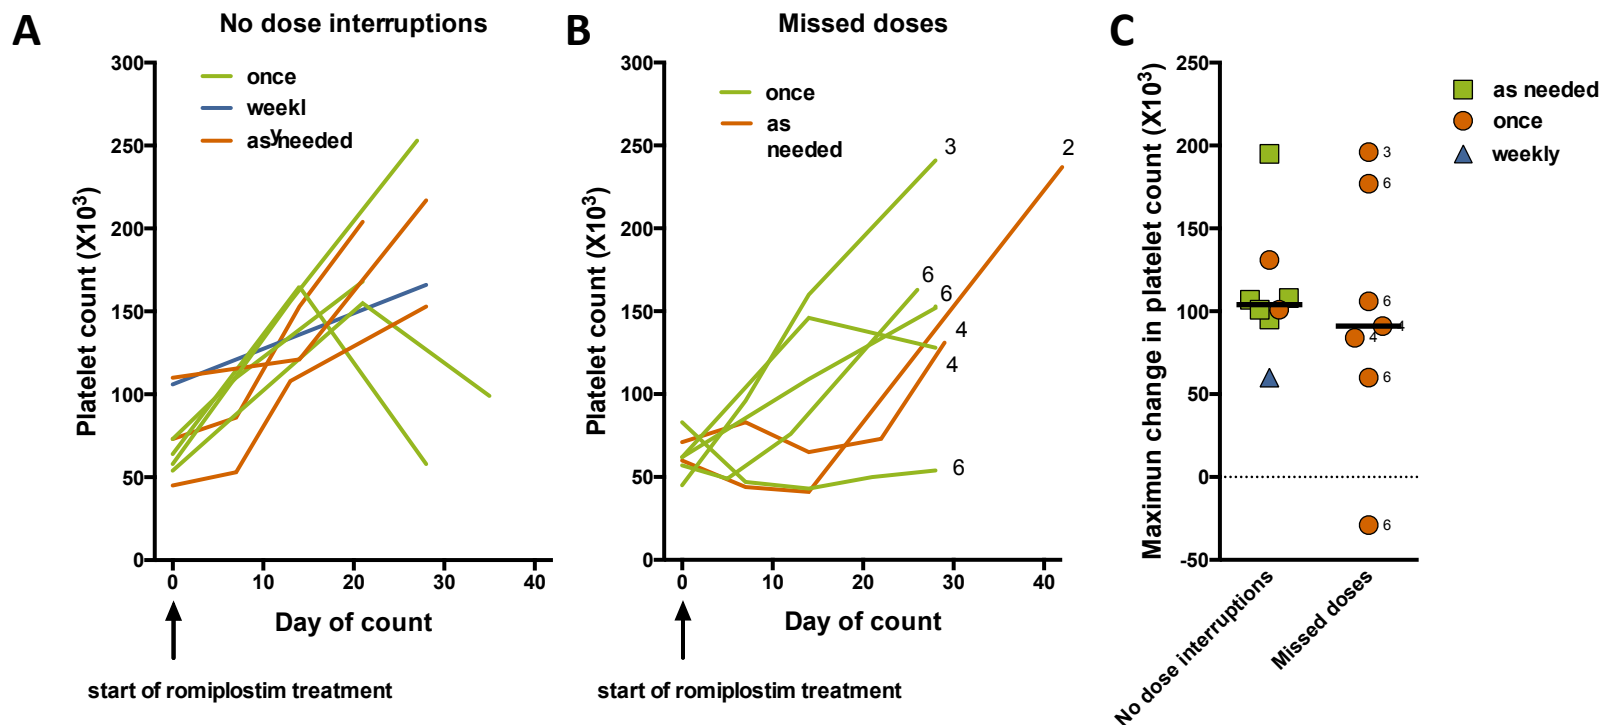 A
No dose interruptions
300
250
200
150
100
50
0
Platelet count (X10³)
once
weekl
y
as needed
0 10 20 30 40
Day of count
start of romiplostim treatment
B
Missed doses
300
250
200
150
100
50
0
Platelet count (X10³)
once
as
needed
3
2
6
6
4
4
6
0 10 20 30 40
Day of count
start of romiplostim treatment
C
250
200
150
100
50
0
-50
Maximun change in platelet count (X10³)
as needed
once
weekly
3
6
6
4
4
6
6
No dose interruptions
Missed doses